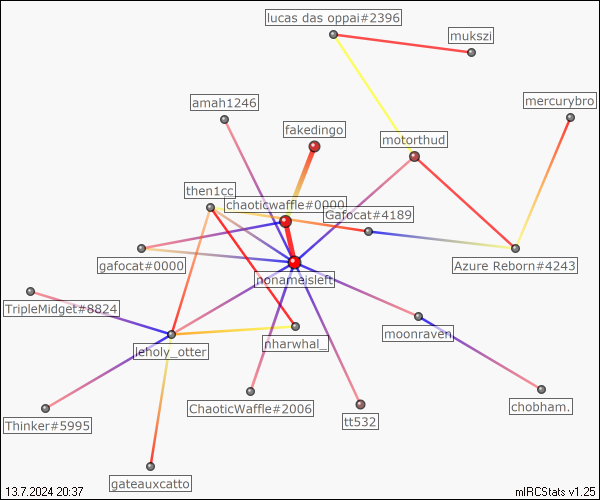 lucas das oppai#2396
mukszi
amah1246
mercurybro
fakedingo
motorthud
then1cc
chaoticwaffle#0000
Gafocat#4189
gafocat#0000
Azure Reborn#4243
nonameisleft
TripleMidget#8824
moonraven
nharwhal_
leholy_otter
ChaoticWaffle#2006
chobham.
tt532
Thinker#5995
gateauxcatto
13.7.2024 20:37
mIRCStats v1.25